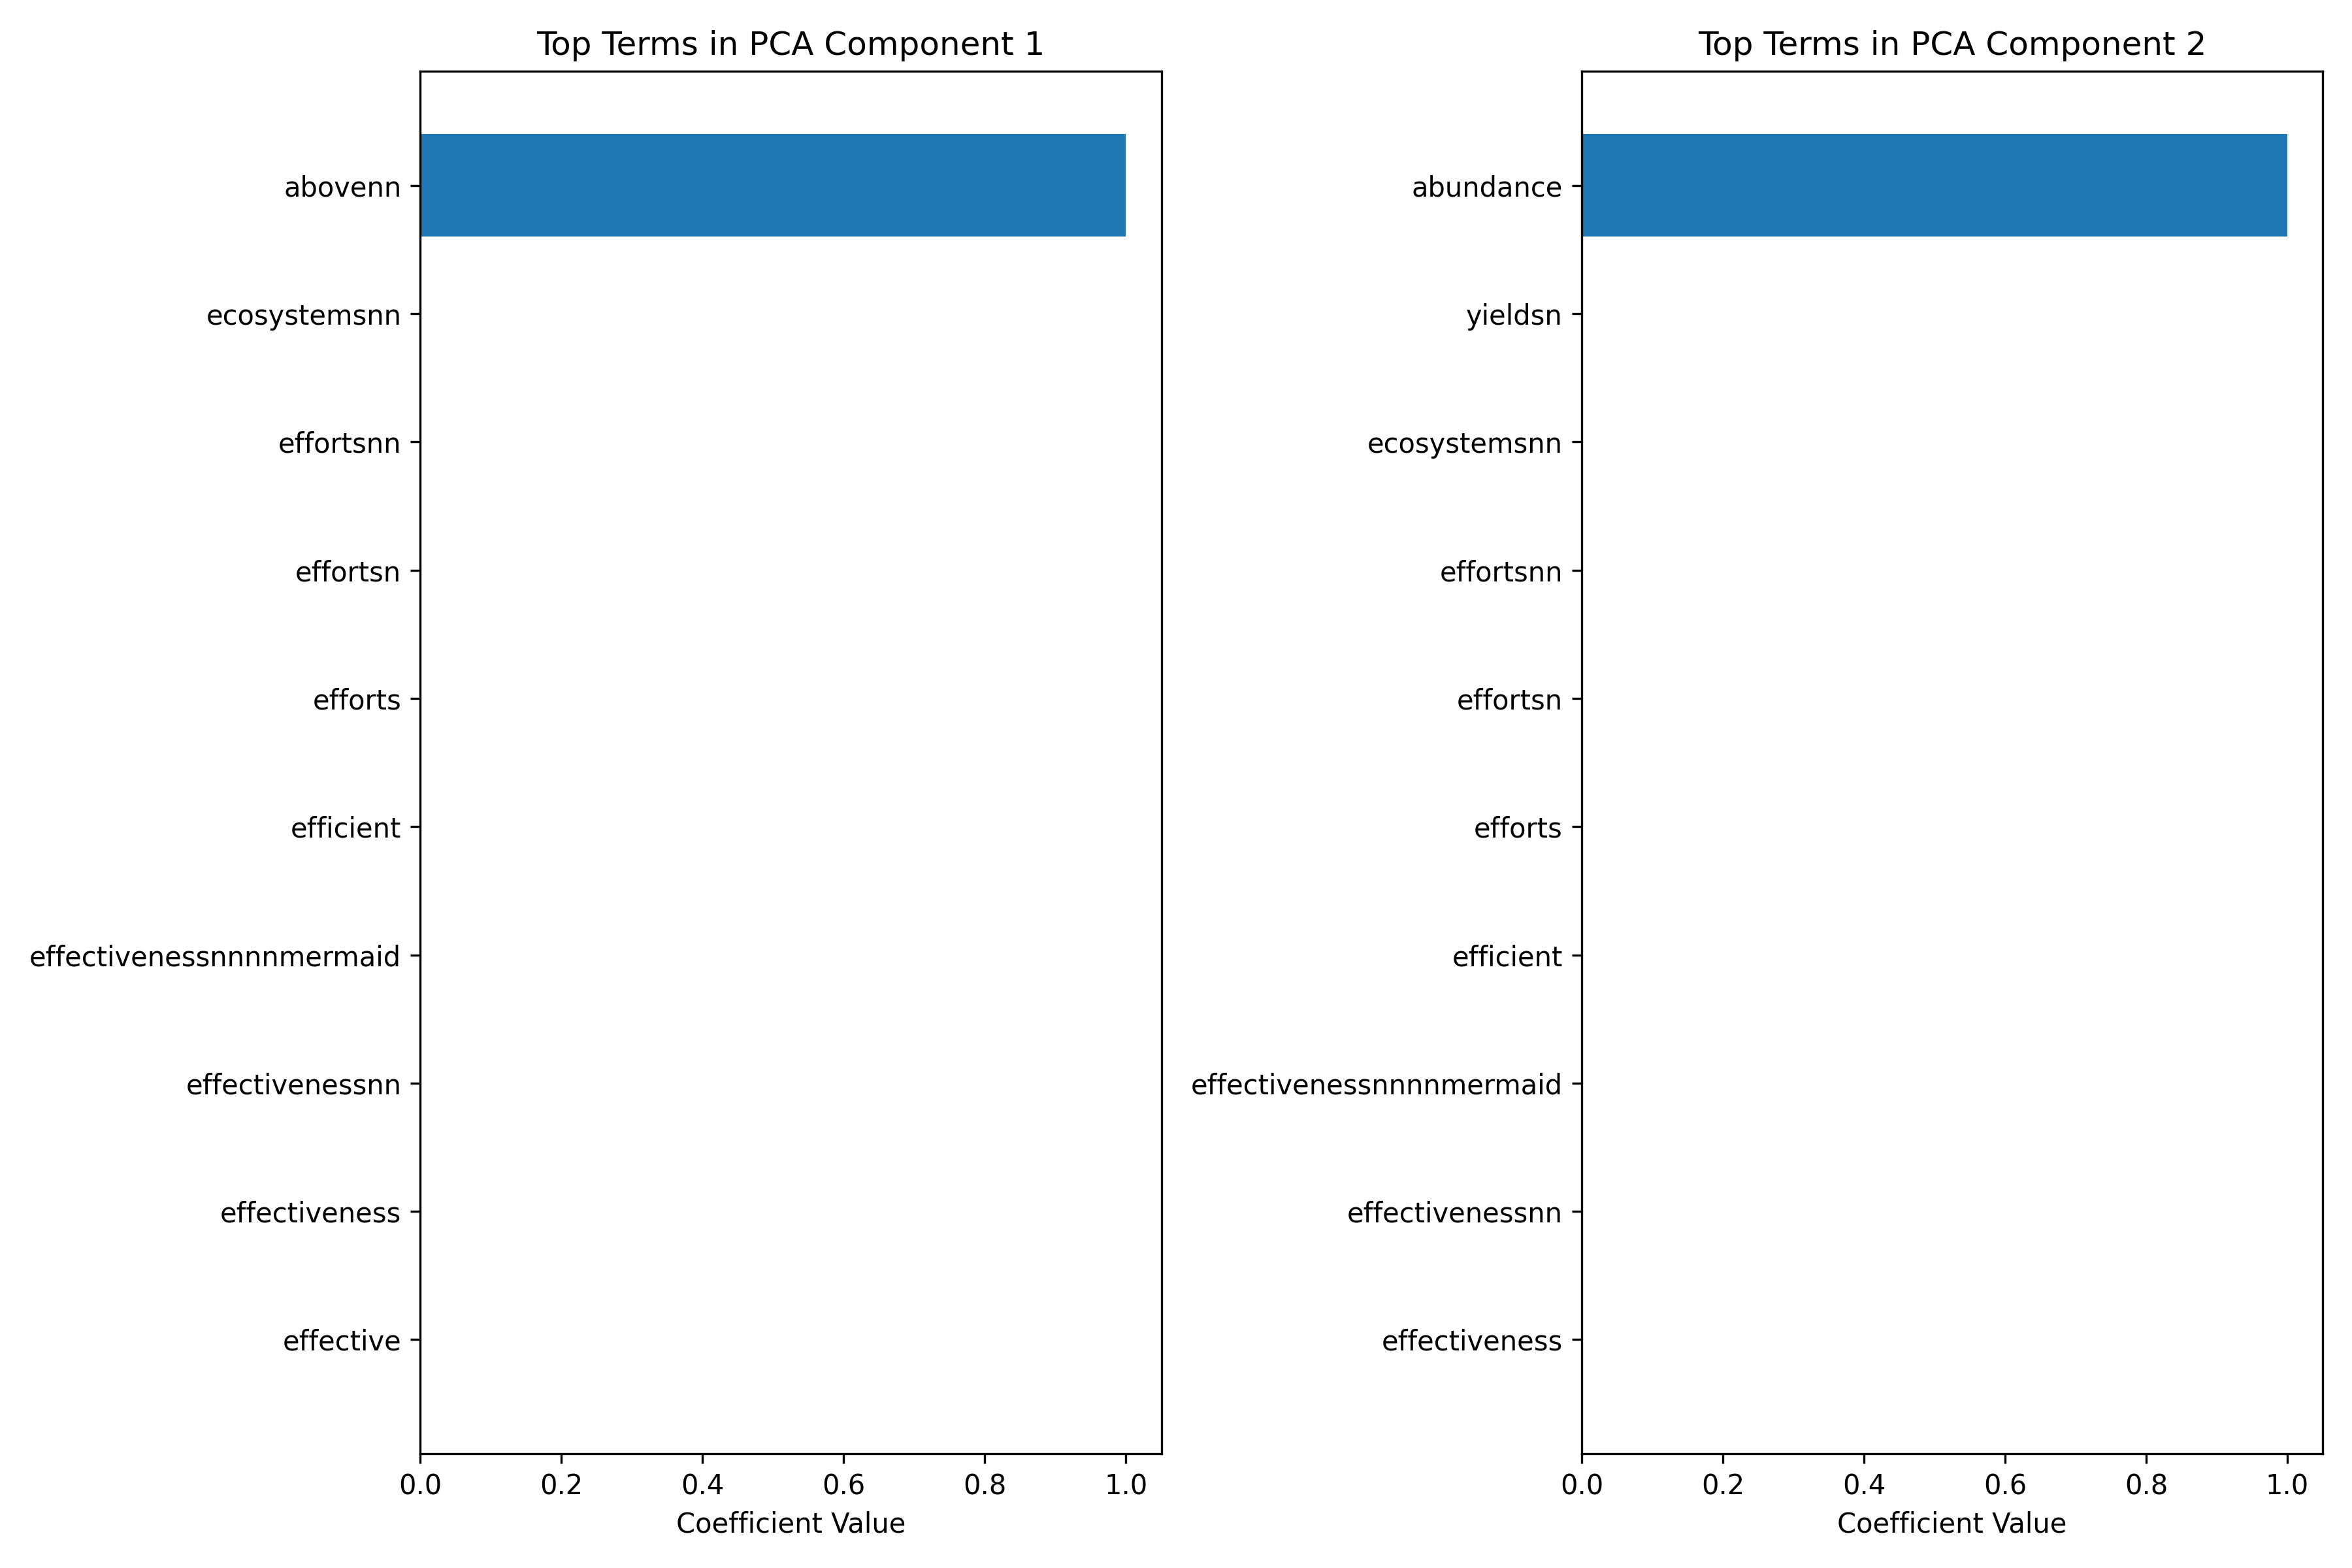 Top Terms in PCA Component 1
abovenn
ecosystemsnn
effortsnn
effortsn
efforts
efficient
effectivenessnnnnmermaid
effectivenessnn
effectiveness
effective
0.0 0.2 0.4 0.6 0.8 1.0
Coefficient Value
Top Terms in PCA Component 2
abundance
yieldsn
ecosystemsnn
effortsnn
effortsn
efforts
efficient
effectivenessnnnnmermaid
effectivenessnn
effectiveness
0.0 0.2 0.4 0.6 0.8 1.0
Coefficient Value